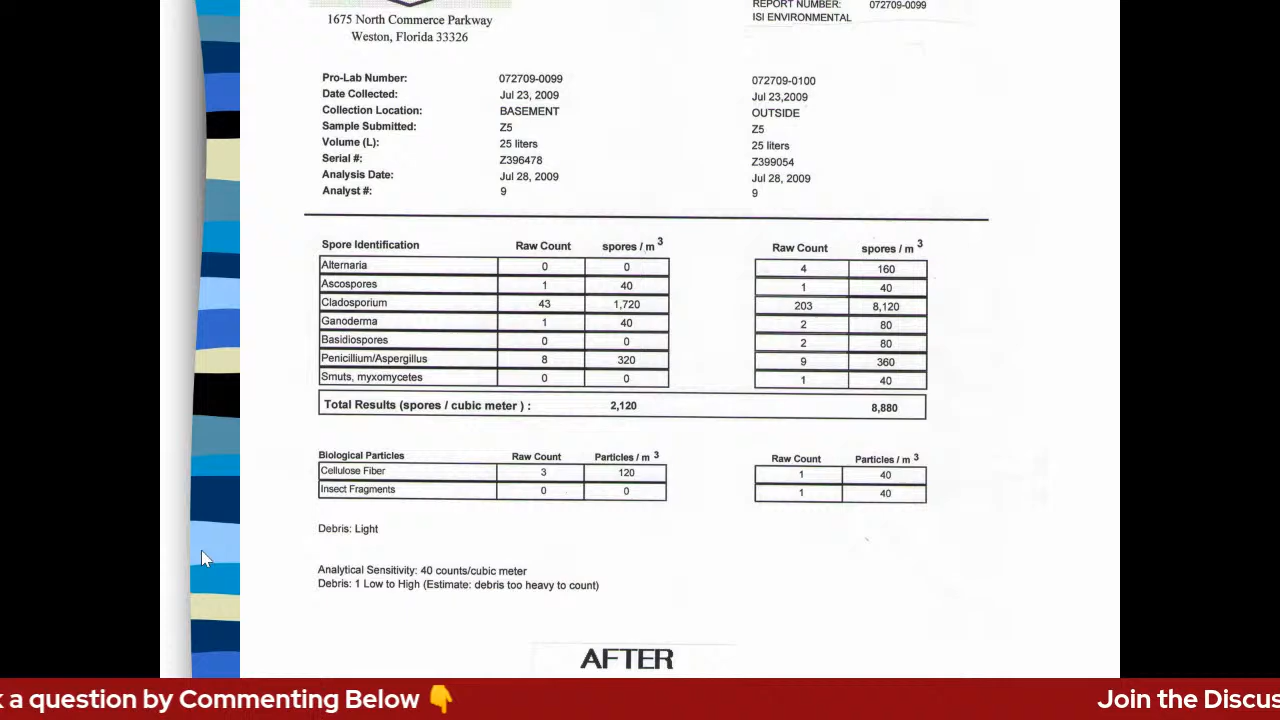 REPORT NUMBER: 072709-0099
1675 North Commerce Parkway ISI ENVIRONMENTAL
Weston, Florida 33326
Pro-Lab Number: 072709-0099 072709-0100
Date Collected: Jul 23, 2009 Jul 23,2009
Collection Location: BASEMENT OUTSIDE
Sample Submitted: Z5 Z5
Volume (L): 25 liters 25 liters
Serial #: Z396478 Z399054
Analysis Date: Jul 28, 2009 Jul 28, 2009
Analyst #: 9 9
Spore Identification Raw Count spores / m 3 Raw Count spores / m 3
Alternaria 0 0 4 160
Ascospores 1 40 1 40
Cladosporium 43 1,720 203 8,120
Ganoderma 1 40 2 80
Basidiospores 0 0 2 80
Penicillium/Aspergillus 8 320 9 360
Smuts, myxomycetes 0 0 1 40
Total Results (spores / cubic meter ) : 2,120 8,880
Biological Particles Raw Count Particles / m 3 Raw Count Particles / m 3
Cellulose Fiber 3 120 1 40
Insect Fragments 0 0 1 40
Debris: Light
Analytical Sensitivity: 40 counts/cubic meter
Debris: 1 Low to High (Estimate: debris too heavy to count)
AFTER
a question by Commenting Below 👇 Join the